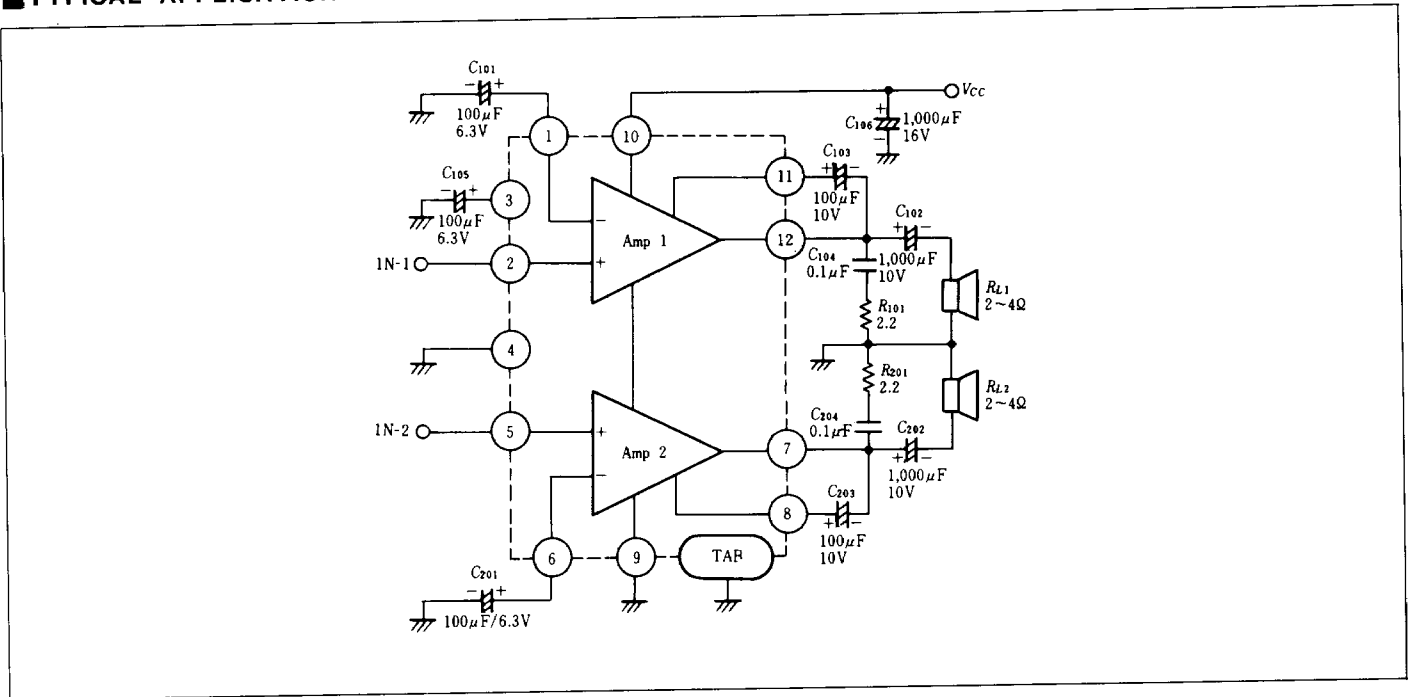 TYPICAL APPLICATION
C101
- +
100μF
6.3V
1
10
VCC
+
C106
1,000μF
16V
-
C105
- +
100μF
6.3V
3
11
C103
+ -
100μF
10V
C102
+ -
1,000μF
10V
-
Amp 1
+
12
1N-1
2
C104
0.1μF
RL1
2~4Ω
R101
2.2
4
R201
2.2
RL2
2~4Ω
1N-2
5
+
Amp 2
-
7
C204
0.1μF
C202
+ -
1,000μF
10V
8
C203
+ -
100μF
10V
6
9
TAB
C201
- +
100μF/6.3V